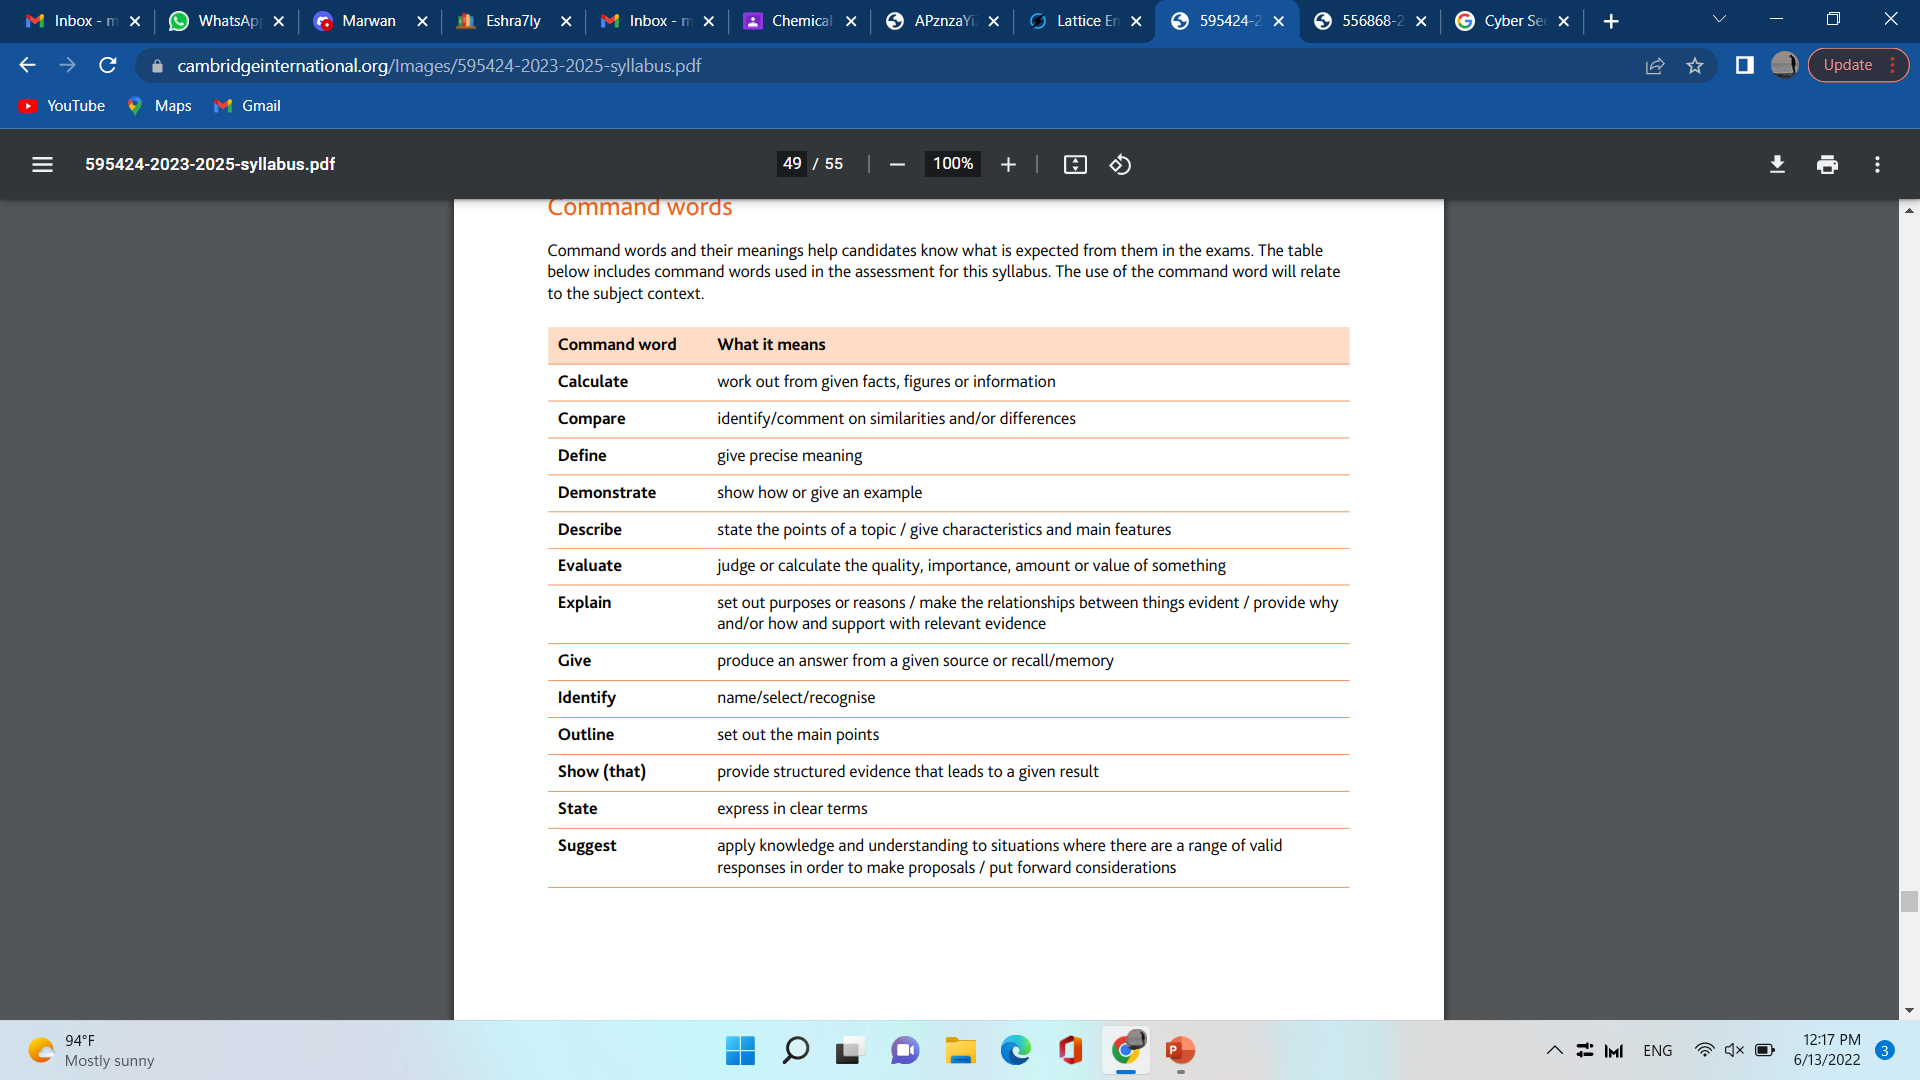 Inbox - m
WhatsAp
Marwan
Eshra7ly
Inbox - m
Chemical
APznzaYi
Lattice En
595424-2
556868-2
Cyber Sec
cambridgeinternational.org/Images/595424-2023-2025-syllabus.pdf
Update
YouTube
Maps
Gmail
595424-2023-2025-syllabus.pdf
49 / 55
100%
Command words
Command words and their meanings help candidates know what is expected from them in the exams. The table
below includes command words used in the assessment for this syllabus. The use of the command word will relate
to the subject context.
Command word What it means
Calculate work out from given facts, figures or information
Compare identify/comment on similarities and/or differences
Define give precise meaning
Demonstrate show how or give an example
Describe state the points of a topic / give characteristics and main features
Evaluate judge or calculate the quality, importance, amount or value of something
Explain set out purposes or reasons / make the relationships between things evident / provide why
and/or how and support with relevant evidence
Give produce an answer from a given source or recall/memory
Identify name/select/recognise
Outline set out the main points
Show (that) provide structured evidence that leads to a given result
State express in clear terms
Suggest apply knowledge and understanding to situations where there are a range of valid
responses in order to make proposals / put forward considerations
94°F
Mostly sunny
ENG
12:17 PM
6/13/2022
3